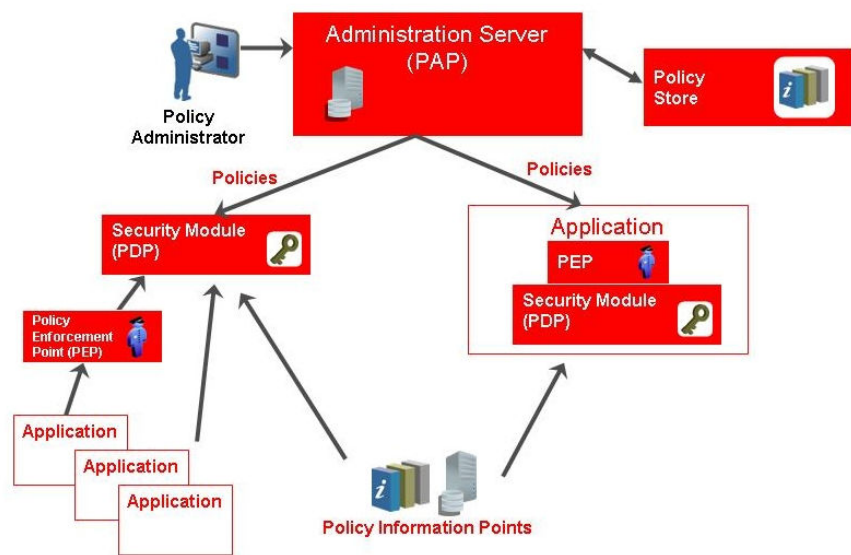 Administration Server
(PAP)
Policy
Store
Policy
Administrator
Policies
Policies
Security Module
(PDP)
Application
PEP
Security Module
(PDP)
Policy
Enforcement
Point (PEP)
Application
Application
Application
i
i
Policy Information Points